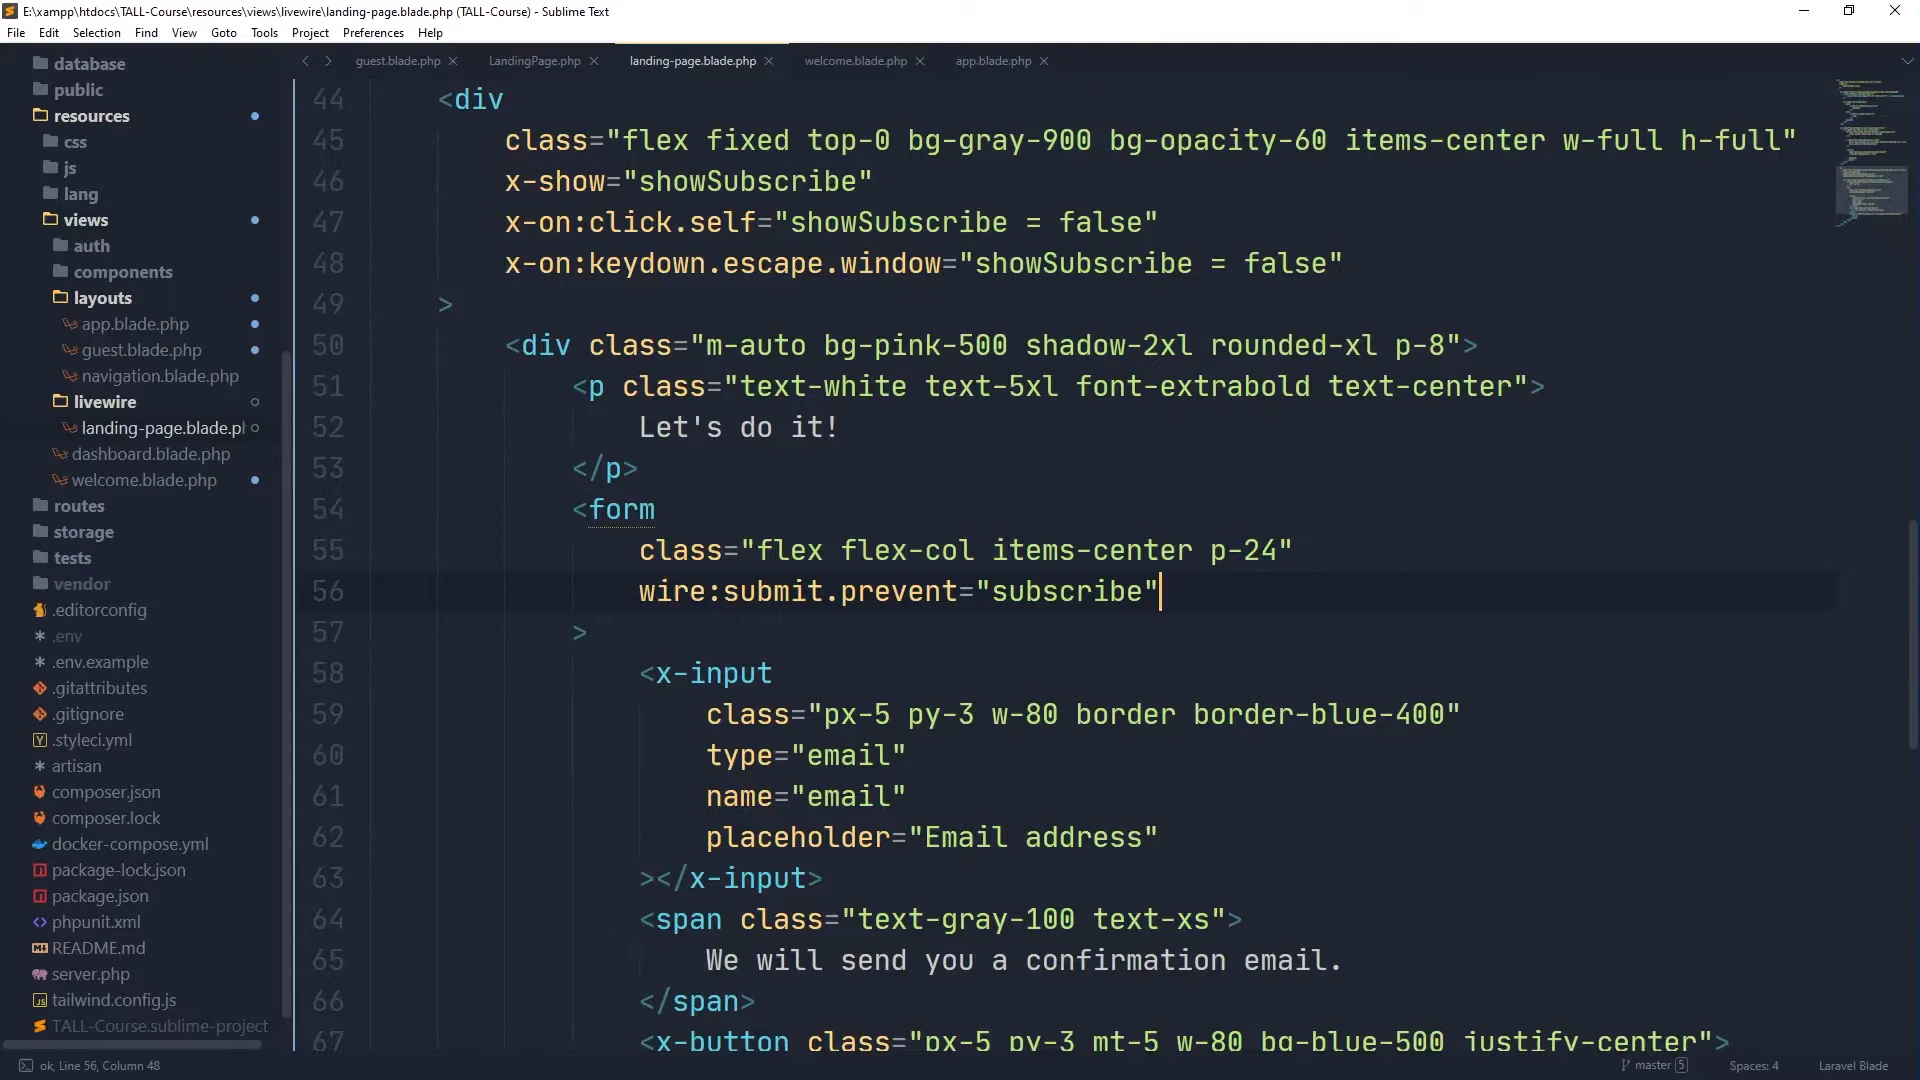 E:\xampp\htdocs\TALL-Course\resources\views\livewire\landing-page.blade.php (TALL-Course) - Sublime Text
File Edit Selection Find View Goto Tools Project Preferences Help
guest.blade.php LandingPage.php landing-page.blade.php welcome.blade.php app.blade.php
database
public
resources
css
js
lang
views
auth
components
layouts
app.blade.php
guest.blade.php
navigation.blade.php
livewire
landing-page.blade.p
dashboard.blade.php
welcome.blade.php
routes
storage
tests
vendor
.editorconfig
.env
.env.example
.gitattributes
.gitignore
.styleci.yml
artisan
composer.json
composer.lock
docker-compose.yml
package-lock.json
package.json
phpunit.xml
README.md
server.php
tailwind.config.js
TALL-Course.sublime-project
44 <div
45 class="flex fixed top-0 bg-gray-900 bg-opacity-60 items-center w-full h-full"
46 x-show="showSubscribe"
47 x-on:click.self="showSubscribe = false"
48 x-on:keydown.escape.window="showSubscribe = false"
49 >
50 <div class="m-auto bg-pink-500 shadow-2xl rounded-xl p-8">
51 <p class="text-white text-5xl font-extrabold text-center">
52 Let's do it!
53 </p>
54 <form
55 class="flex flex-col items-center p-24"
56 wire:submit.prevent="subscribe"
57 >
58 <x-input
59 class="px-5 py-3 w-80 border border-blue-400"
60 type="email"
61 name="email"
62 placeholder="Email address"
63 ></x-input>
64 <span class="text-gray-100 text-xs">
65 We will send you a confirmation email.
66 </span>
67 <x-button class="px-5 py-3 mt-5 w-80 bg-blue-500 justify-center">
ok, Line 56, Column 48
master 5 Spaces: 4 Laravel Blade